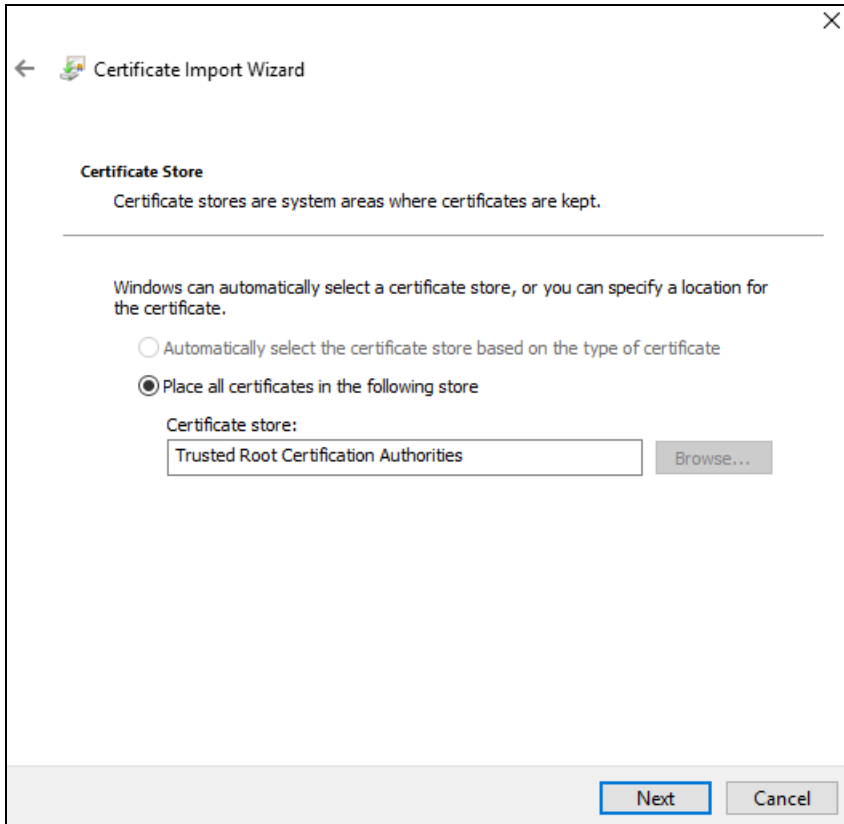 Certificate Import Wizard
Certificate Store
Certificate stores are system areas where certificates are kept.
Windows can automatically select a certificate store, or you can specify a location for
the certificate.
Automatically select the certificate store based on the type of certificate
Place all certificates in the following store
Certificate store:
Trusted Root Certification Authorities
Browse...
Next
Cancel